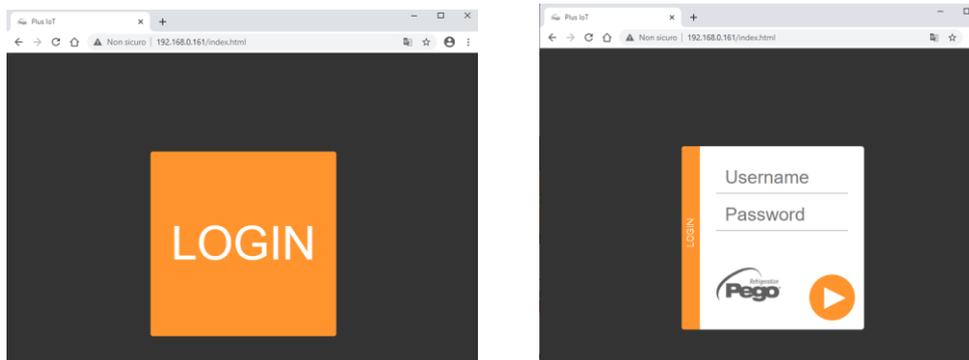 Plus IoT
Non sicuro | 192.168.0.161/index.html
LOGIN
Plus IoT
Non sicuro | 192.168.0.161/index.html
LOGIN
Username
Password
Refrigerator
Pego